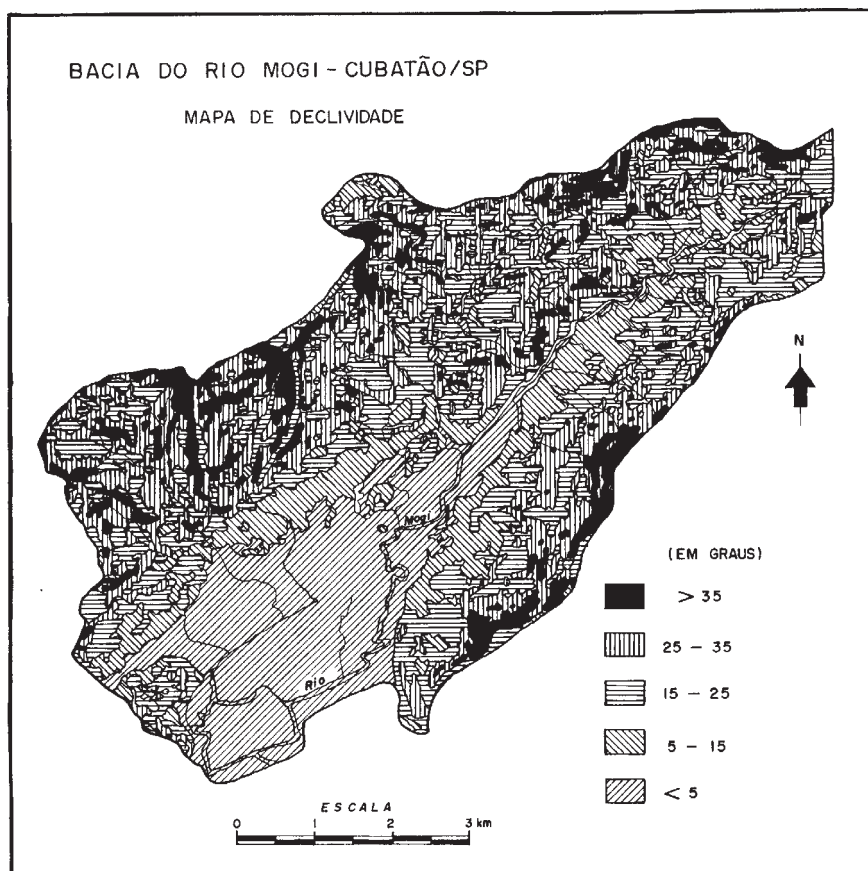 BACIA DO RIO MOGI - CUBATÃO/SP
MAPA DE DECLIVIDADE
N
Mogi
Rio
(EM GRAUS)
> 35
25 - 35
15 - 25
5 - 15
< 5
ESCALA
0 1 2 3 km